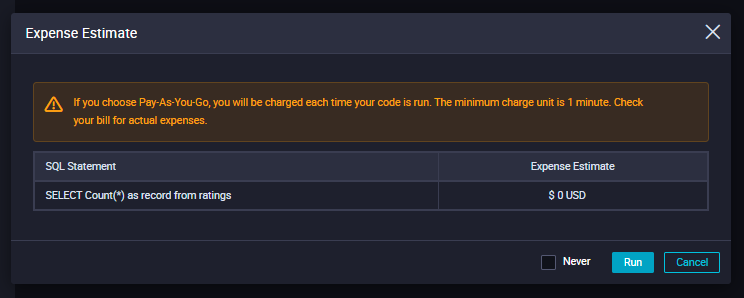 Expense Estimate
If you choose Pay-As-You-Go, you will be charged each time your code is run. The minimum charge unit is 1 minute. Check
your bill for actual expenses.
SQL Statement Expense Estimate
SELECT Count(*) as record from ratings $ 0 USD
Never Run Cancel